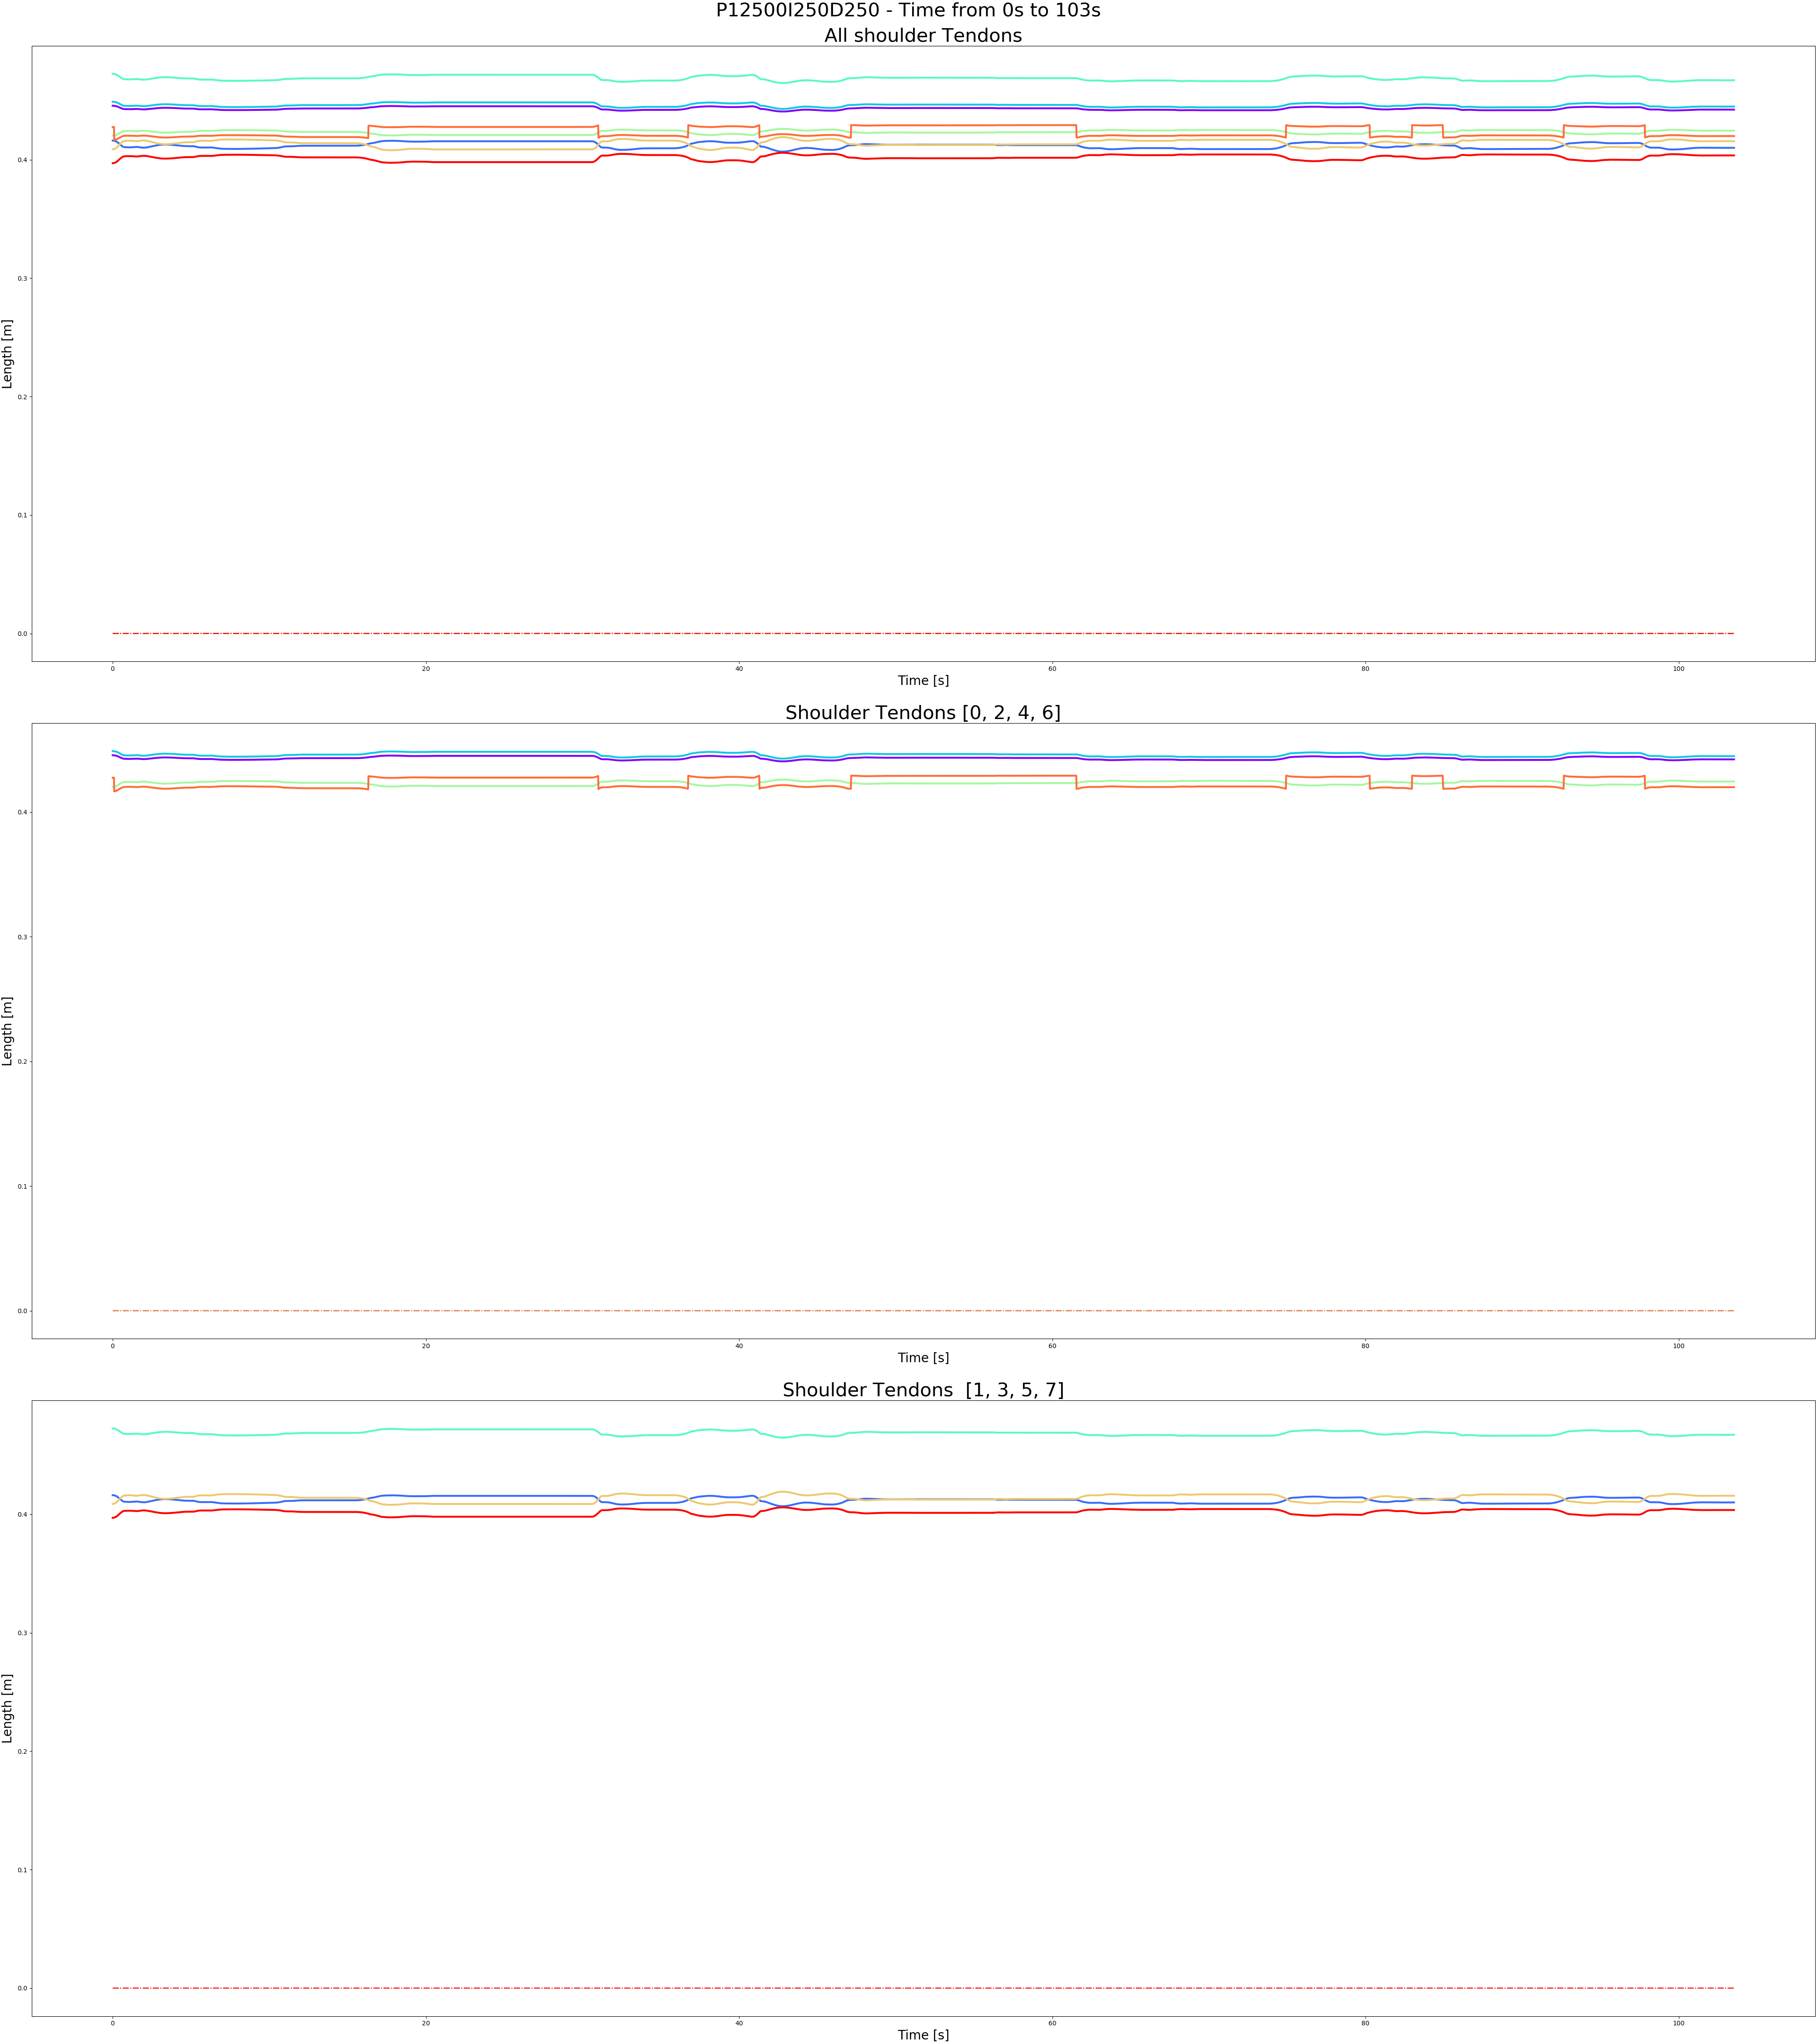 P12500I250D250 - Time from 0s to 103s
All shoulder Tendons
Length [m]
0.4
0.3
0.2
0.1
0.0
0 20 40 60 80 100
Time [s]
Shoulder Tendons [0, 2, 4, 6]
Length [m]
0.4
0.3
0.2
0.1
0.0
0 20 40 60 80 100
Time [s]
Shoulder Tendons  [1, 3, 5, 7]
Length [m]
0.4
0.3
0.2
0.1
0.0
0 20 40 60 80 100
Time [s]